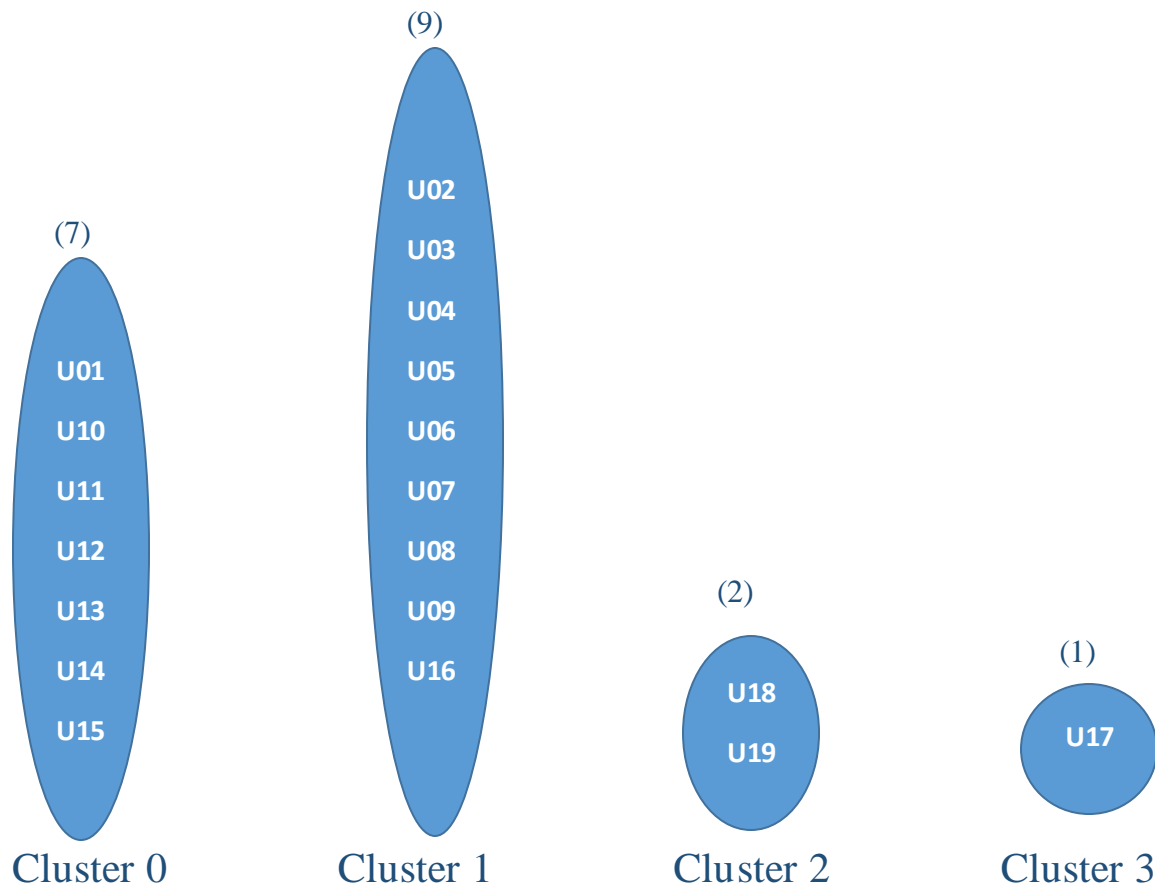 (7)
U01
U10
U11
U12
U13
U14
U15
Cluster 0
(9)
U02
U03
U04
U05
U06
U07
U08
U09
U16
Cluster 1
(2)
U18
U19
Cluster 2
(1)
U17
Cluster 3